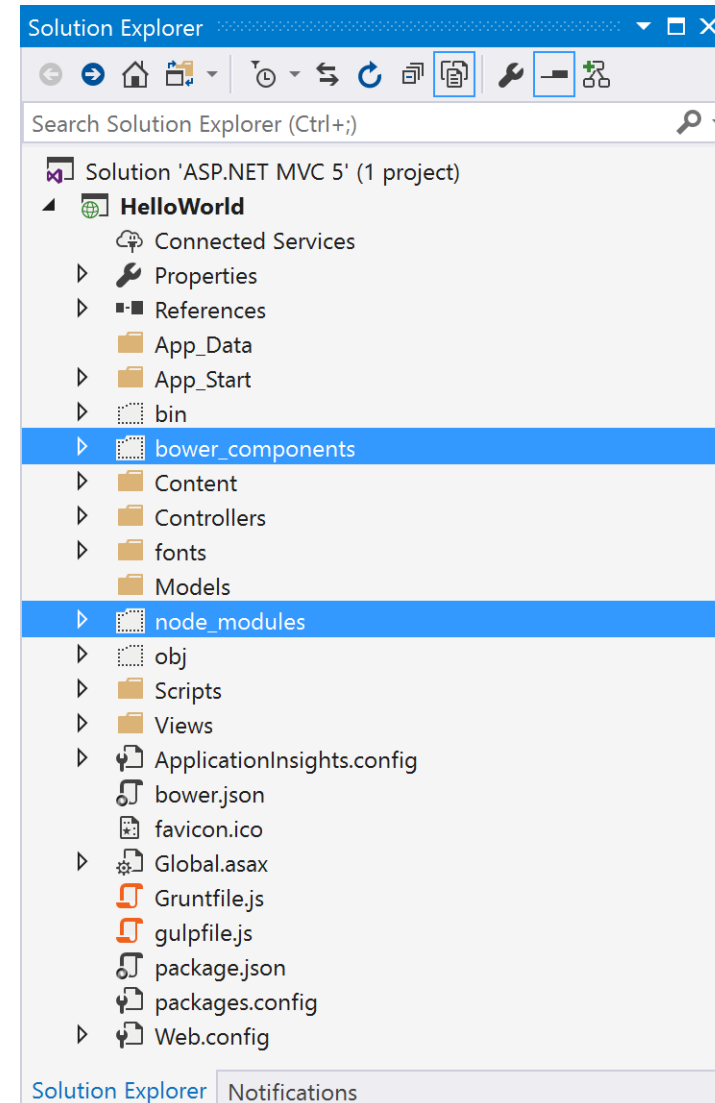 Solution Explorer
Search Solution Explorer (Ctrl+;)
Solution 'ASP.NET MVC 5' (1 project)
HelloWorld
Connected Services
Properties
References
App_Data
App_Start
bin
bower_components
Content
Controllers
fonts
Models
node_modules
obj
Scripts
Views
ApplicationInsights.config
bower.json
favicon.ico
Global.asax
Gruntfile.js
gulpfile.js
package.json
packages.config
Web.config
Solution Explorer Notifications